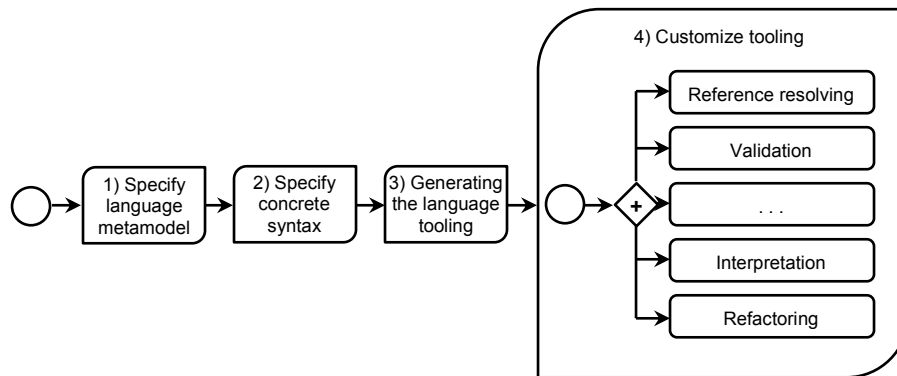 4) Customize tooling
Reference resolving
Validation
1) Specify
language
metamodel
2) Specify
concrete
syntax
3) Generating
the language
tooling
+
. . .
Interpretation
Refactoring